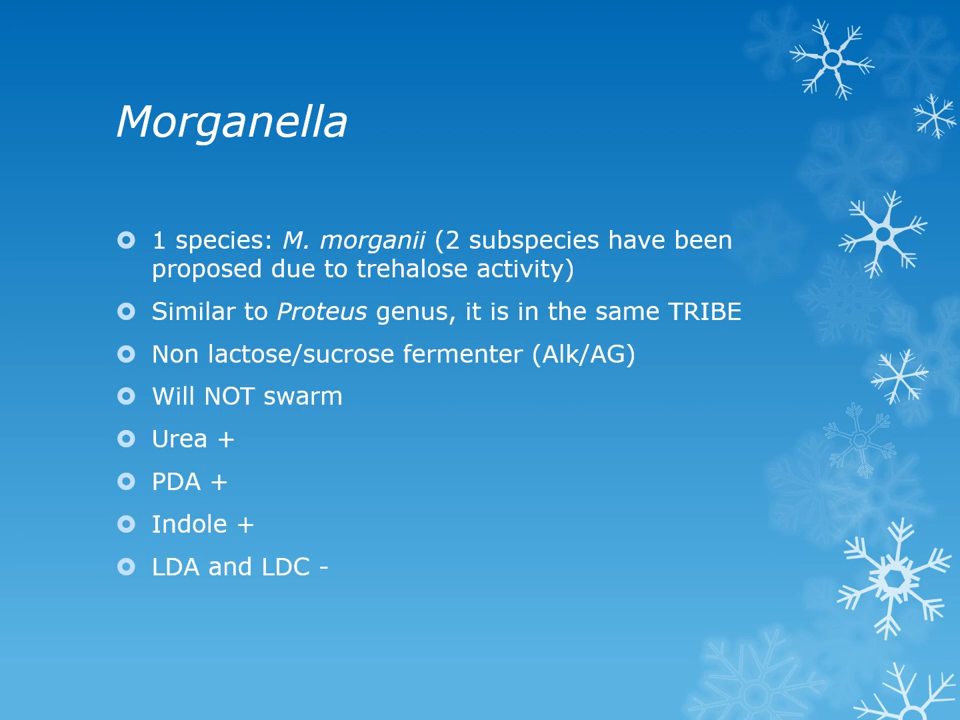 Morganella
1 species: M. morganii (2 subspecies have been
proposed due to trehalose activity)
Similar to Proteus genus, it is in the same TRIBE
Non lactose/sucrose fermenter (Alk/AG)
Will NOT swarm
Urea +
PDA +
Indole +
LDA and LDC -